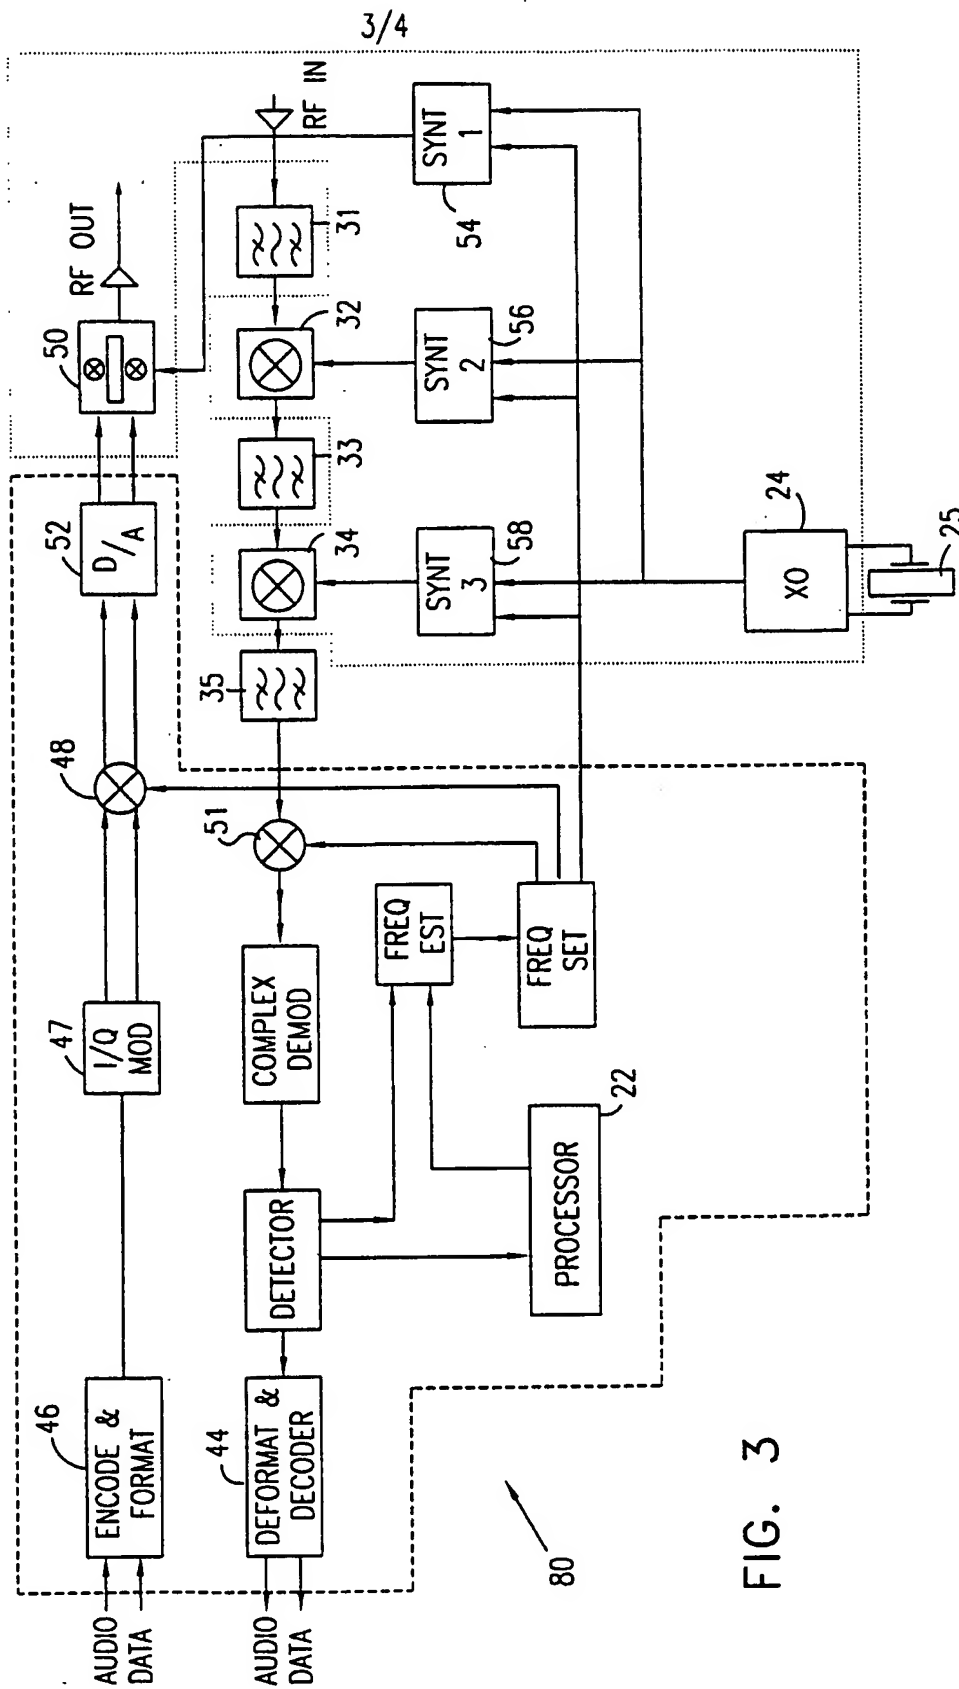 3/4
AUDIO
DATA
46
ENCODE &
FORMAT
47
I/Q
MOD
48
52
D/A
50
RF OUT
AUDIO
DATA
44
DEFORMAT &
DECODER
DETECTOR
COMPLEX
DEMOD
51
35
34
33
32
31
RF IN
FREQ
EST
FREQ
SET
PROCESSOR
22
SYNT
3
58
SYNT
2
56
SYNT
1
54
XO
24
25
80
FIG. 3